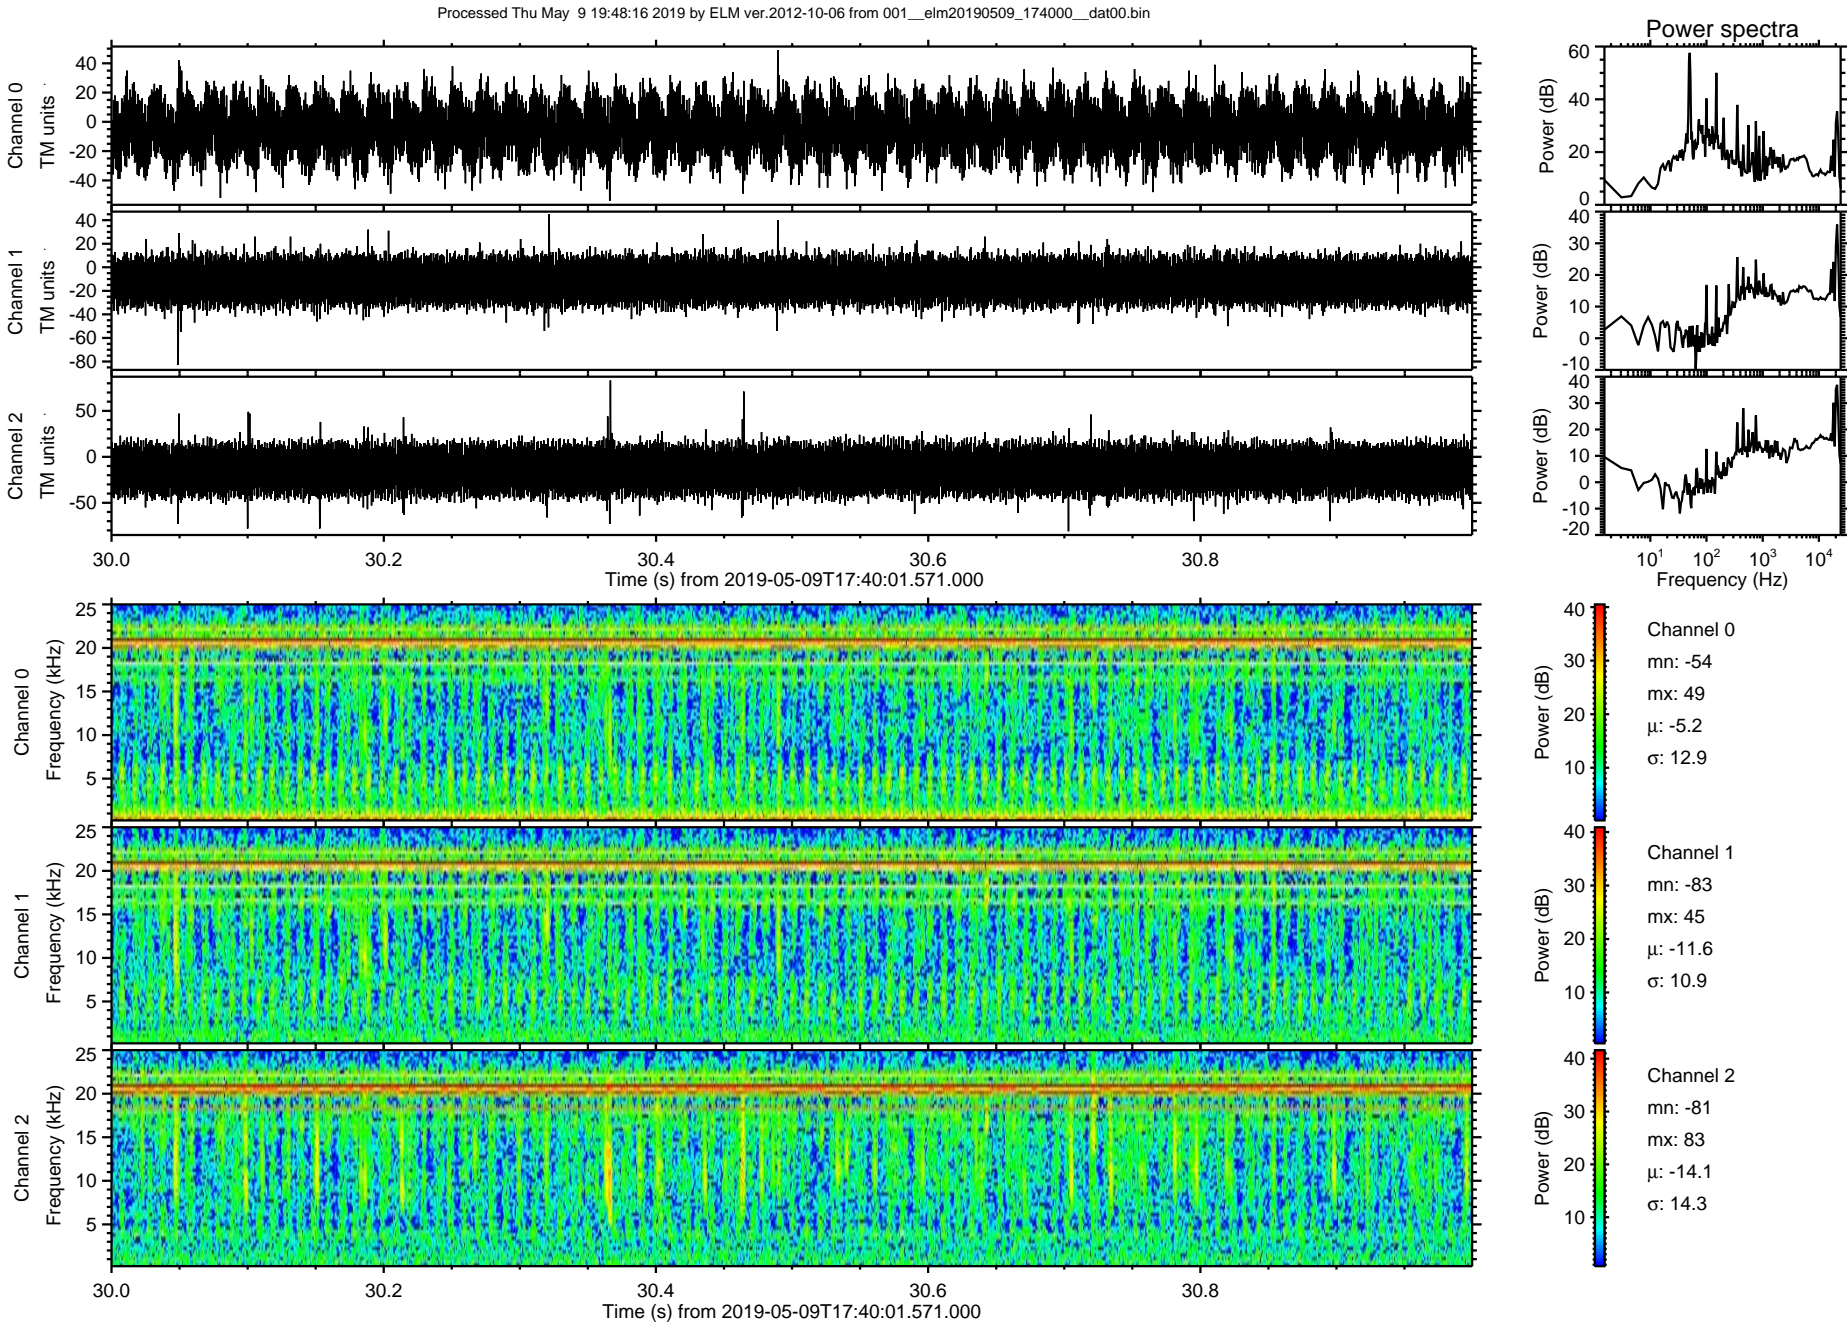 Processed Thu May  9 19:48:16 2019 by ELM ver.2012-10-06 from 001__elm20190509_174000__dat00.bin
Power spectra
Channel 0
TM units
40
20
0
-20
-40
Power (dB)
60
40
20
0
Channel 1
TM units
40
20
0
-20
-40
-60
-80
Power (dB)
40
30
20
10
0
-10
Channel 2
TM units
50
0
-50
Power (dB)
40
30
20
10
0
-10
-20
30.0 30.2 30.4 30.6 30.8
Time (s) from 2019-05-09T17:40:01.571.000
10^1 10^2 10^3 10^4
Frequency (Hz)
Channel 0
Frequency (kHz)
25
20
15
10
5
Power (dB)
40
30
20
10
Channel 0
mn: -54
mx: 49
μ: -5.2
σ: 12.9
Channel 1
Frequency (kHz)
25
20
15
10
5
Power (dB)
40
30
20
10
Channel 1
mn: -83
mx: 45
μ: -11.6
σ: 10.9
Channel 2
Frequency (kHz)
25
20
15
10
5
Power (dB)
40
30
20
10
Channel 2
mn: -81
mx: 83
μ: -14.1
σ: 14.3
30.0 30.2 30.4 30.6 30.8
Time (s) from 2019-05-09T17:40:01.571.000